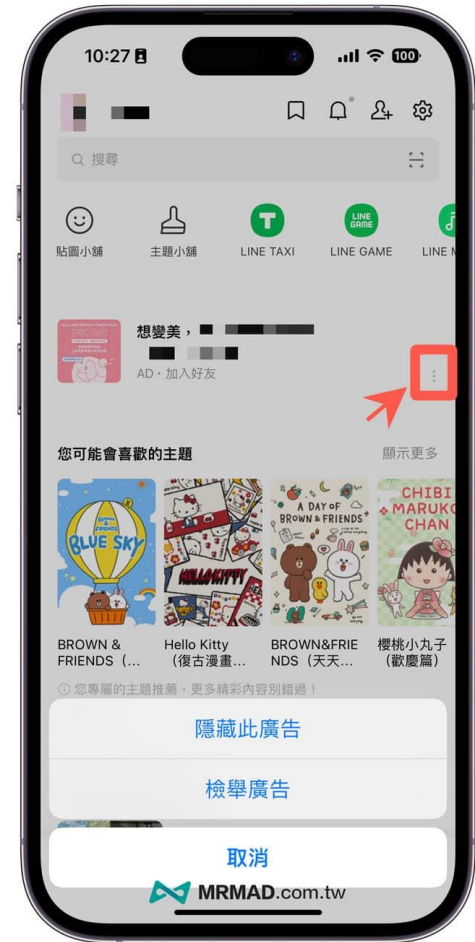 10:27
100
搜尋
貼圖小舖
主題小舖
LINE TAXI
LINE GAME
LINE
T
LINE
GAME
想變美,
AD・加入好友
您可能會喜歡的主題
顯示更多
BLUE SKY
HELLO KITTY
A DAY OF
BROWN & FRIENDS
CHIBI
MARUKO
CHAN
BROWN &
FRIENDS(...
Hello Kitty
(復古漫畫...
BROWN&FRIE
NDS(天天...
櫻桃小丸子
(歡慶篇)
您專屬的主題推薦,更多精彩內容別錯過!
隱藏此廣告
檢舉廣告
取消
MRMAD.com.tw